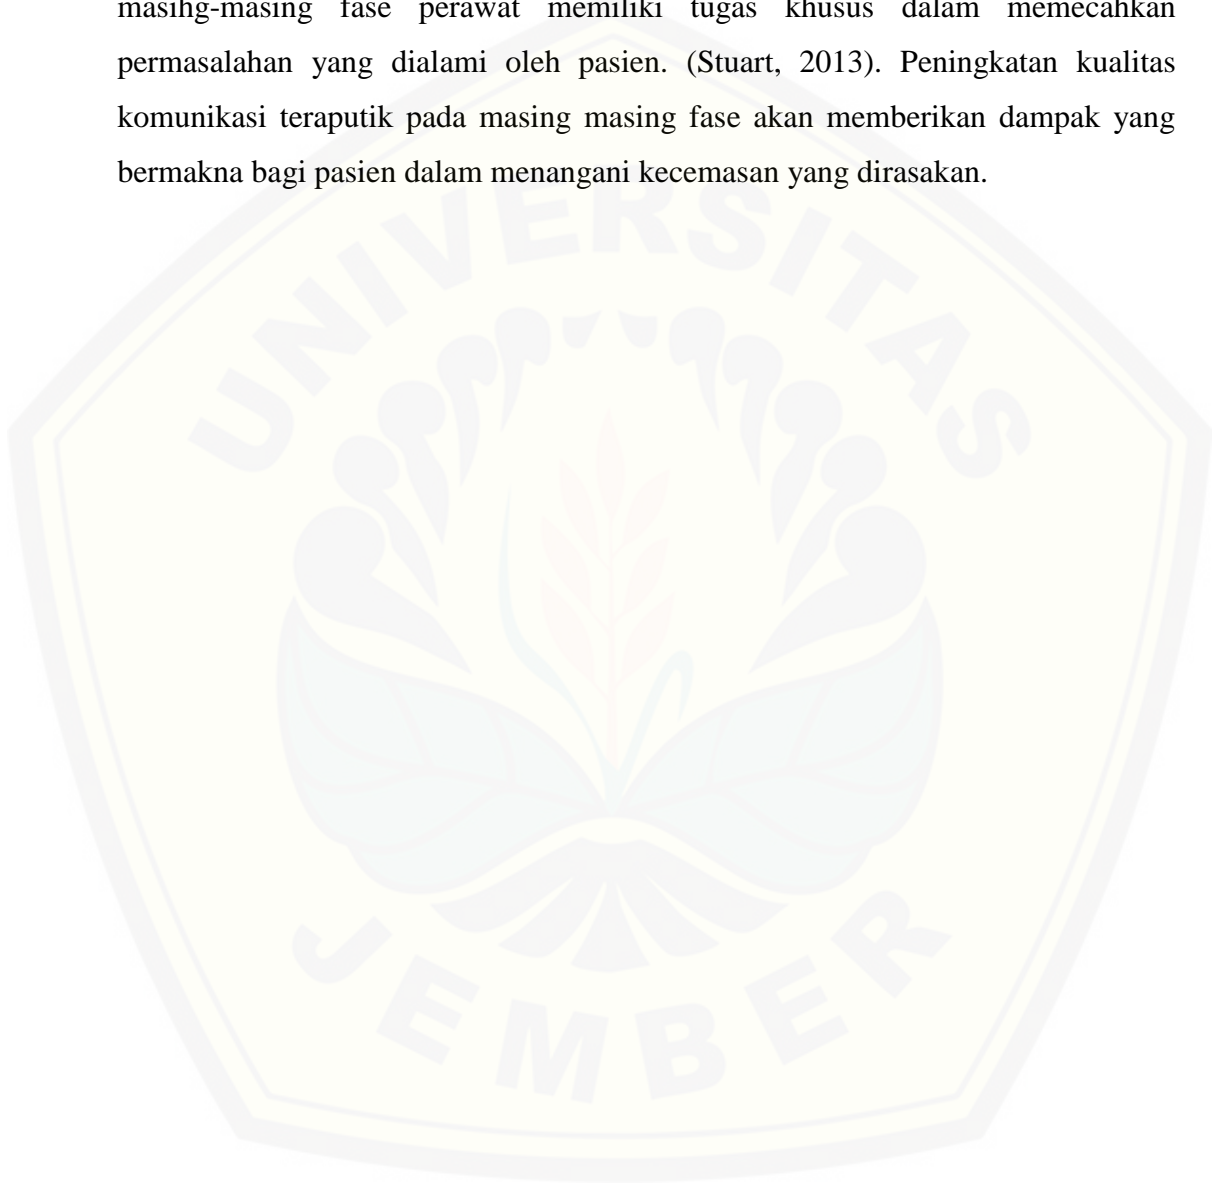 masihg-masing fase perawat memiliki tugas khusus dalam memecahkan
permasalahan yang dialami oleh pasien. (Stuart, 2013). Peningkatan kualitas
komunikasi teraputik pada masing masing fase akan memberikan dampak yang
bermakna bagi pasien dalam menangani kecemasan yang dirasakan.
UNIVERSITAS
JEMBER